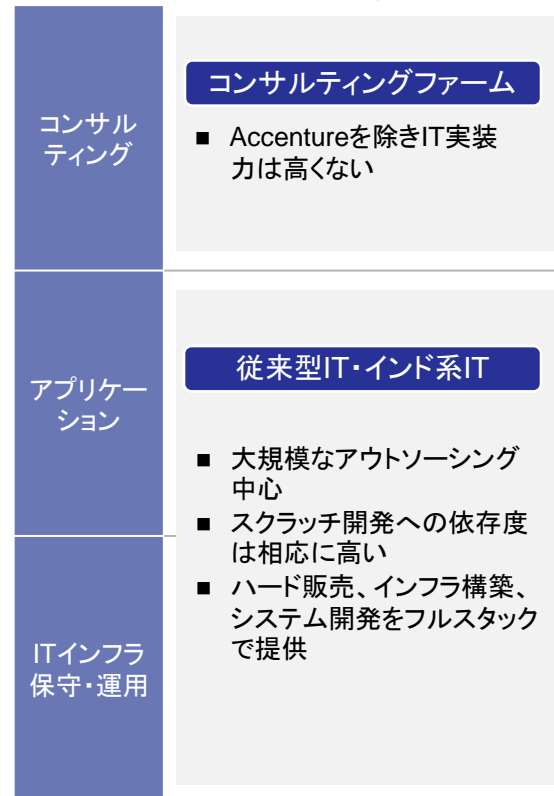 コンサル
ティング
コンサルティングファーム
■ Accentureを除きIT実装
力は高くない
アプリケー
ション
従来型IT・インド系IT
■ 大規模なアウトソーシング
中心
■ スクラッチ開発への依存度
は相応に高い
■ ハード販売、インフラ構築、
システム開発をフルスタック
で提供
ITインフラ
保守・運用